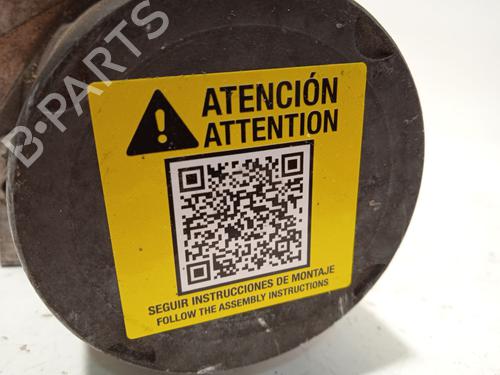 B-PARTS
ATENCIÓN
ATTENTION
SEGUIR INSTRUCCIONES DE MONTAJE
FOLLOW THE ASSEMBLY INSTRUCTIONS